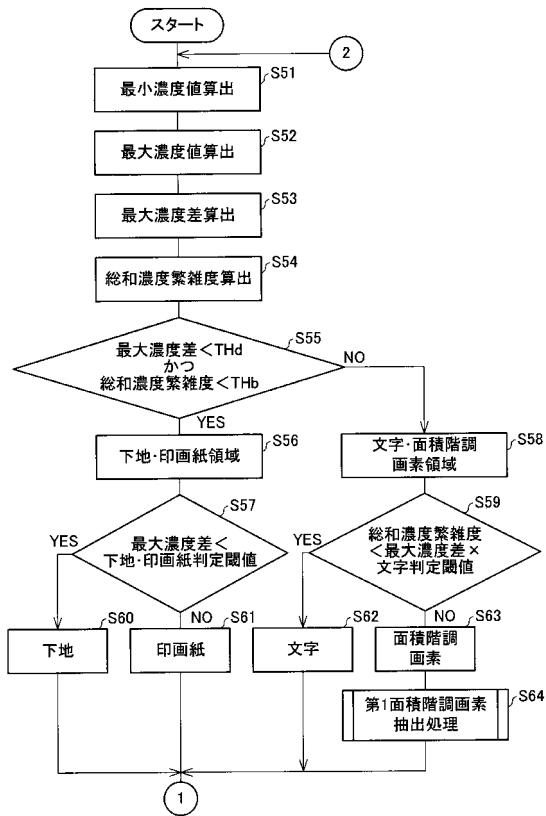 スタート
2
最小濃度値算出
S51
最大濃度値算出
S52
最大濃度差算出
S53
総和濃度繁雑度算出
S54
最大濃度差<THd
かつ
総和濃度繁雑度<THb
S55
NO
YES
下地・印画紙領域
S56
文字・面積階調
画素領域
S58
最大濃度差<
下地・印画紙判定閾値
S57
YES
NO
総和濃度繁雑度
<最大濃度差×
文字判定閾値
S59
YES
NO
下地
S60
印画紙
S61
文字
S62
面積階調
画素
S63
第1面積階調画素
抽出処理
S64
1